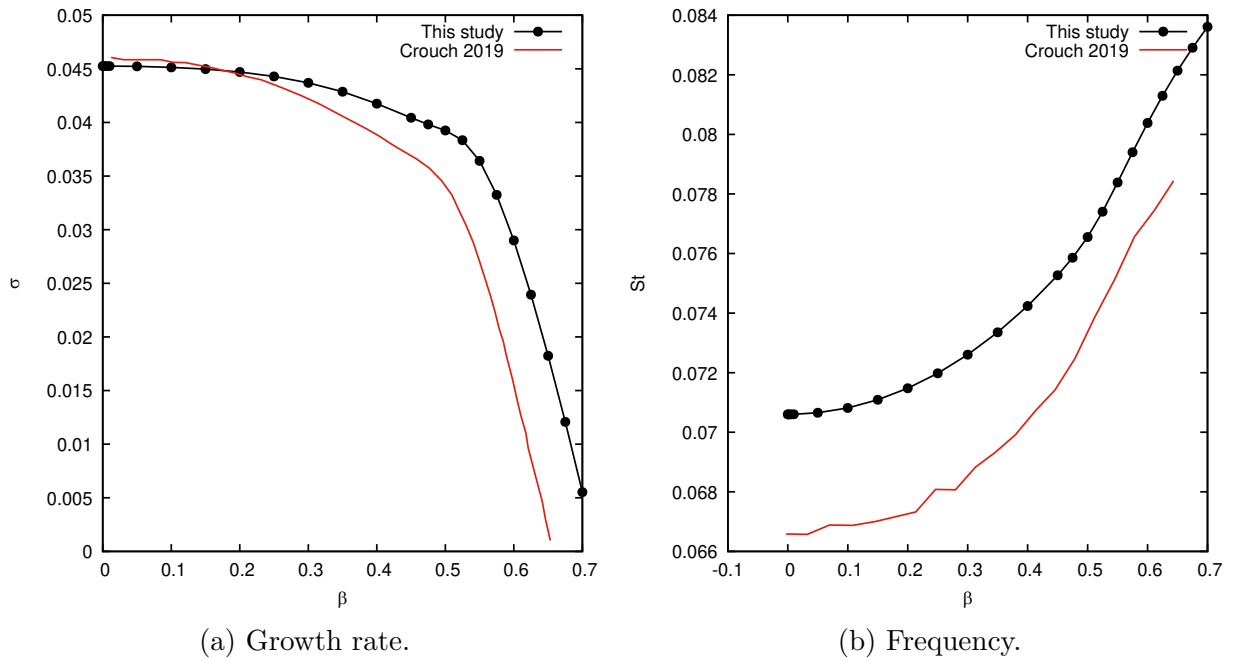 0.05
0.045
0.04
0.035
0.03
0.025
0.02
0.015
0.01
0.005
0
σ
0 0.1 0.2 0.3 0.4 0.5 0.6 0.7
β
This study
Crouch 2019
(a) Growth rate.
0.084
0.082
0.08
0.078
0.076
0.074
0.072
0.07
0.068
0.066
St
-0.1 0 0.1 0.2 0.3 0.4 0.5 0.6 0.7
β
This study
Crouch 2019
(b) Frequency.